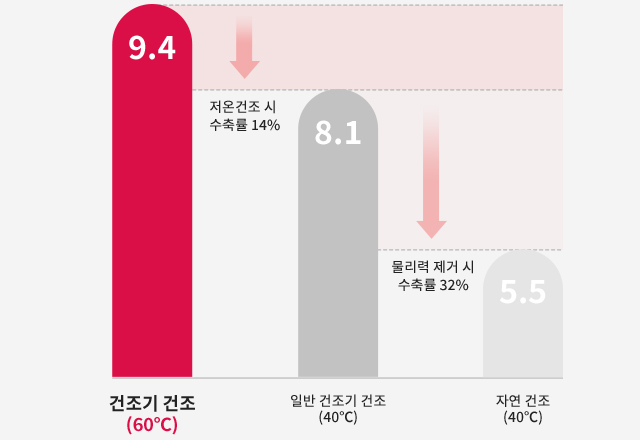 9.4
저온건조 시
수축률 14%
8.1
물리력 제거 시
수축률 32%
5.5
건조기 건조
(60℃)
일반 건조기 건조
(40℃)
자연 건조
(40℃)